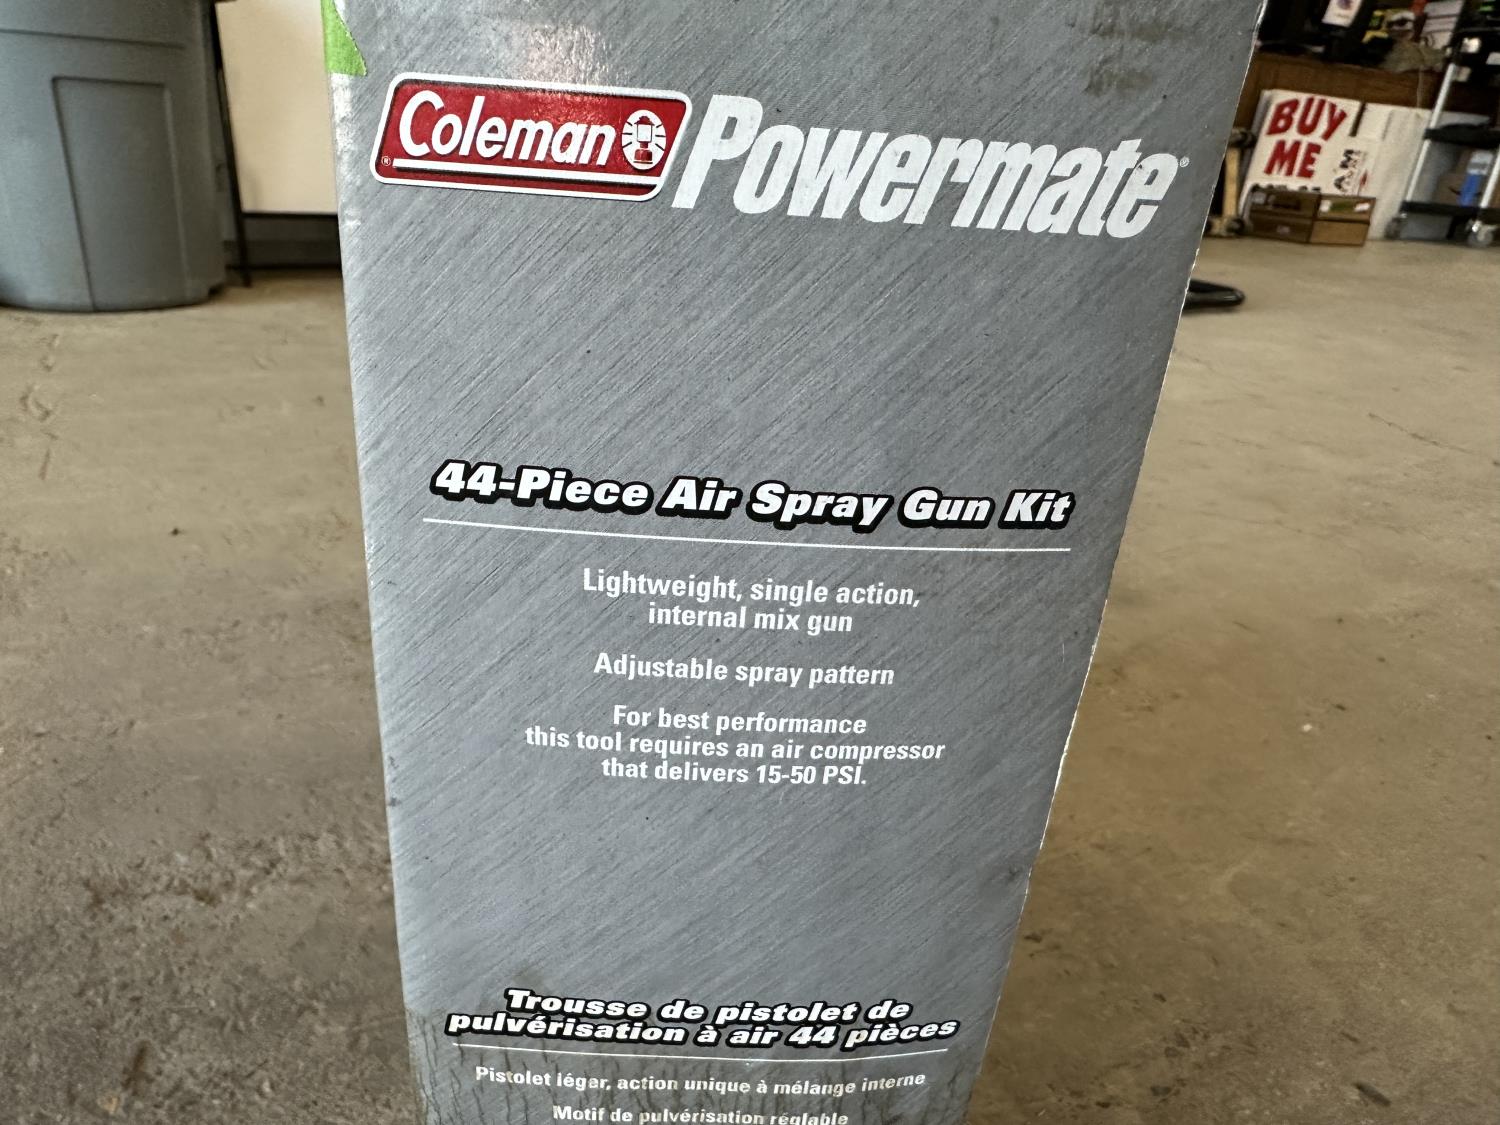 Coleman
Powermate
44-Piece Air Spray Gun Kit
Lightweight, single action,
internal mix gun
Adjustable spray pattern
For best performance
this tool requires an air compressor
that delivers 15-50 PSI.
Trousse de pistolet de
pulvérisation à air 44 pièces
Pistolet léger, action unique à mélange interne
Motif de pulvérisation réglable
BUY
ME